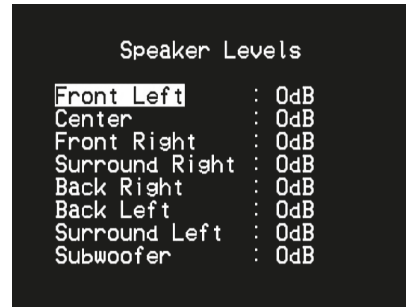 Speaker Levels
Front Left : 0dB
Center : 0dB
Front Right : 0dB
Surround Right : 0dB
Back Right : 0dB
Back Left : 0dB
Surround Left : 0dB
Subwoofer : 0dB